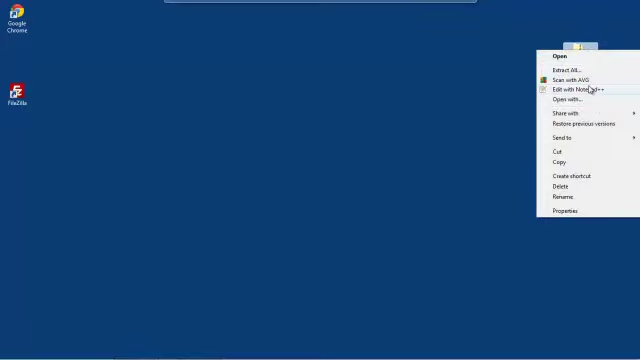 Google
Chrome
FileZilla
Open
Extract All...
Scan with AVG
Edit with Notepad++
Open with...
Share with
Restore previous versions
Send to
Cut
Copy
Create shortcut
Delete
Rename
Properties